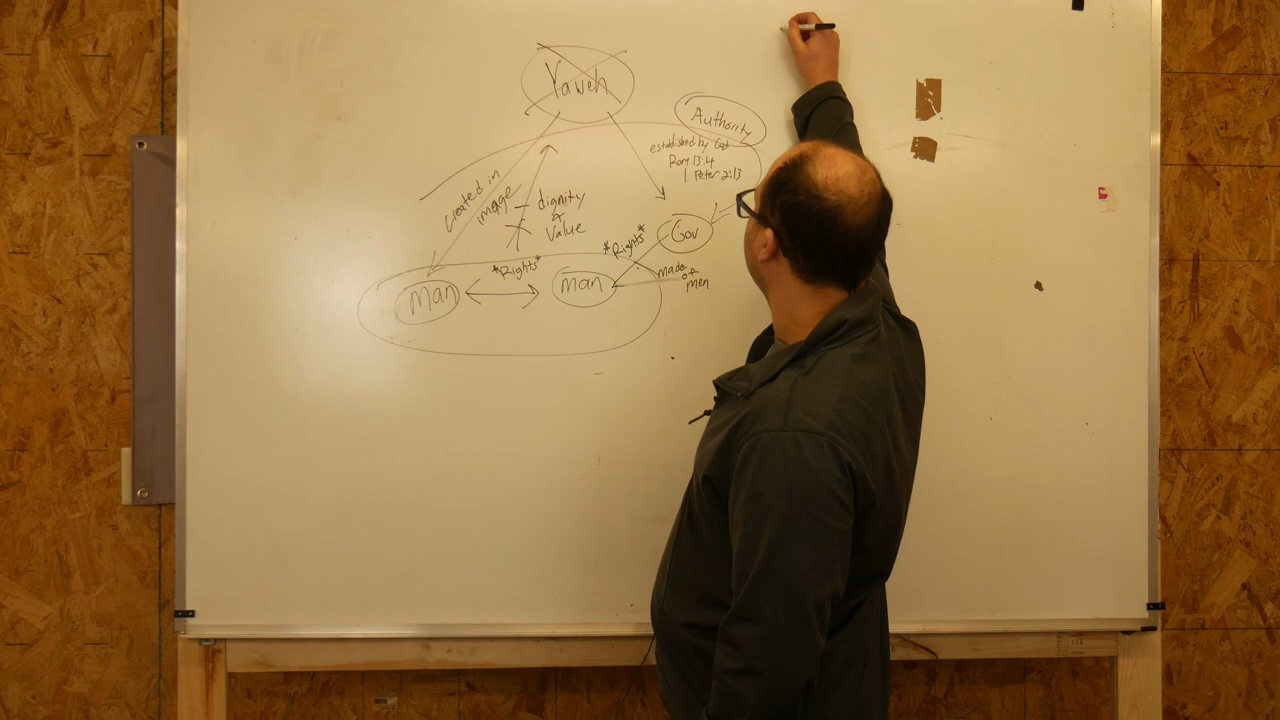 Yaweh
Authority
established by God
Rom 13:4
1 Peter 2:13
created in
image
dignity
&
Value
*Rights*
Gov
*Rights*
made
of
men
man
man